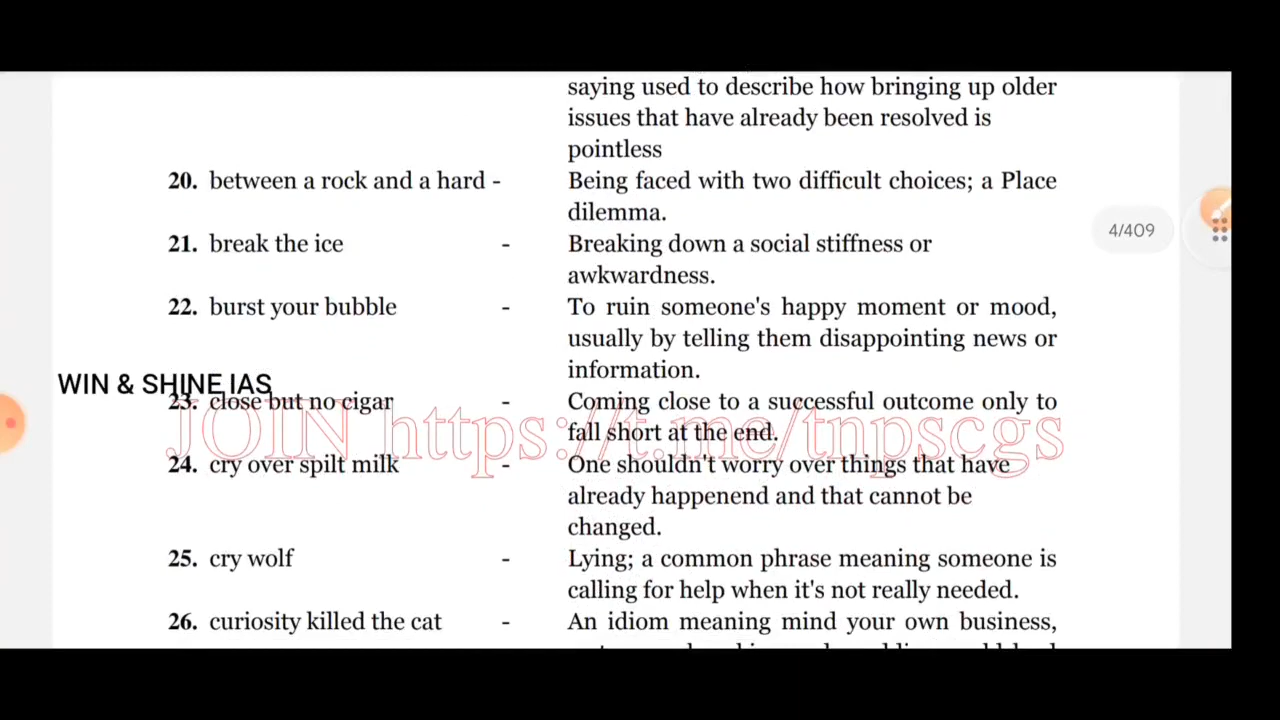 saying used to describe how bringing up older
issues that have already been resolved is
pointless
20. between a rock and a hard - Being faced with two difficult choices; a Place
dilemma.
4/409
21. break the ice - Breaking down a social stiffness or
awkwardness.
22. burst your bubble - To ruin someone's happy moment or mood,
usually by telling them disappointing news or
information.
WIN & SHINE IAS
23. close but no cigar - Coming close to a successful outcome only to
JOIN https://t.me/tnpscgs
fall short at the end.
24. cry over spilt milk - One shouldn't worry over things that have
already happenend and that cannot be
changed.
25. cry wolf - Lying; a common phrase meaning someone is
calling for help when it's not really needed.
26. curiosity killed the cat - An idiom meaning mind your own business,